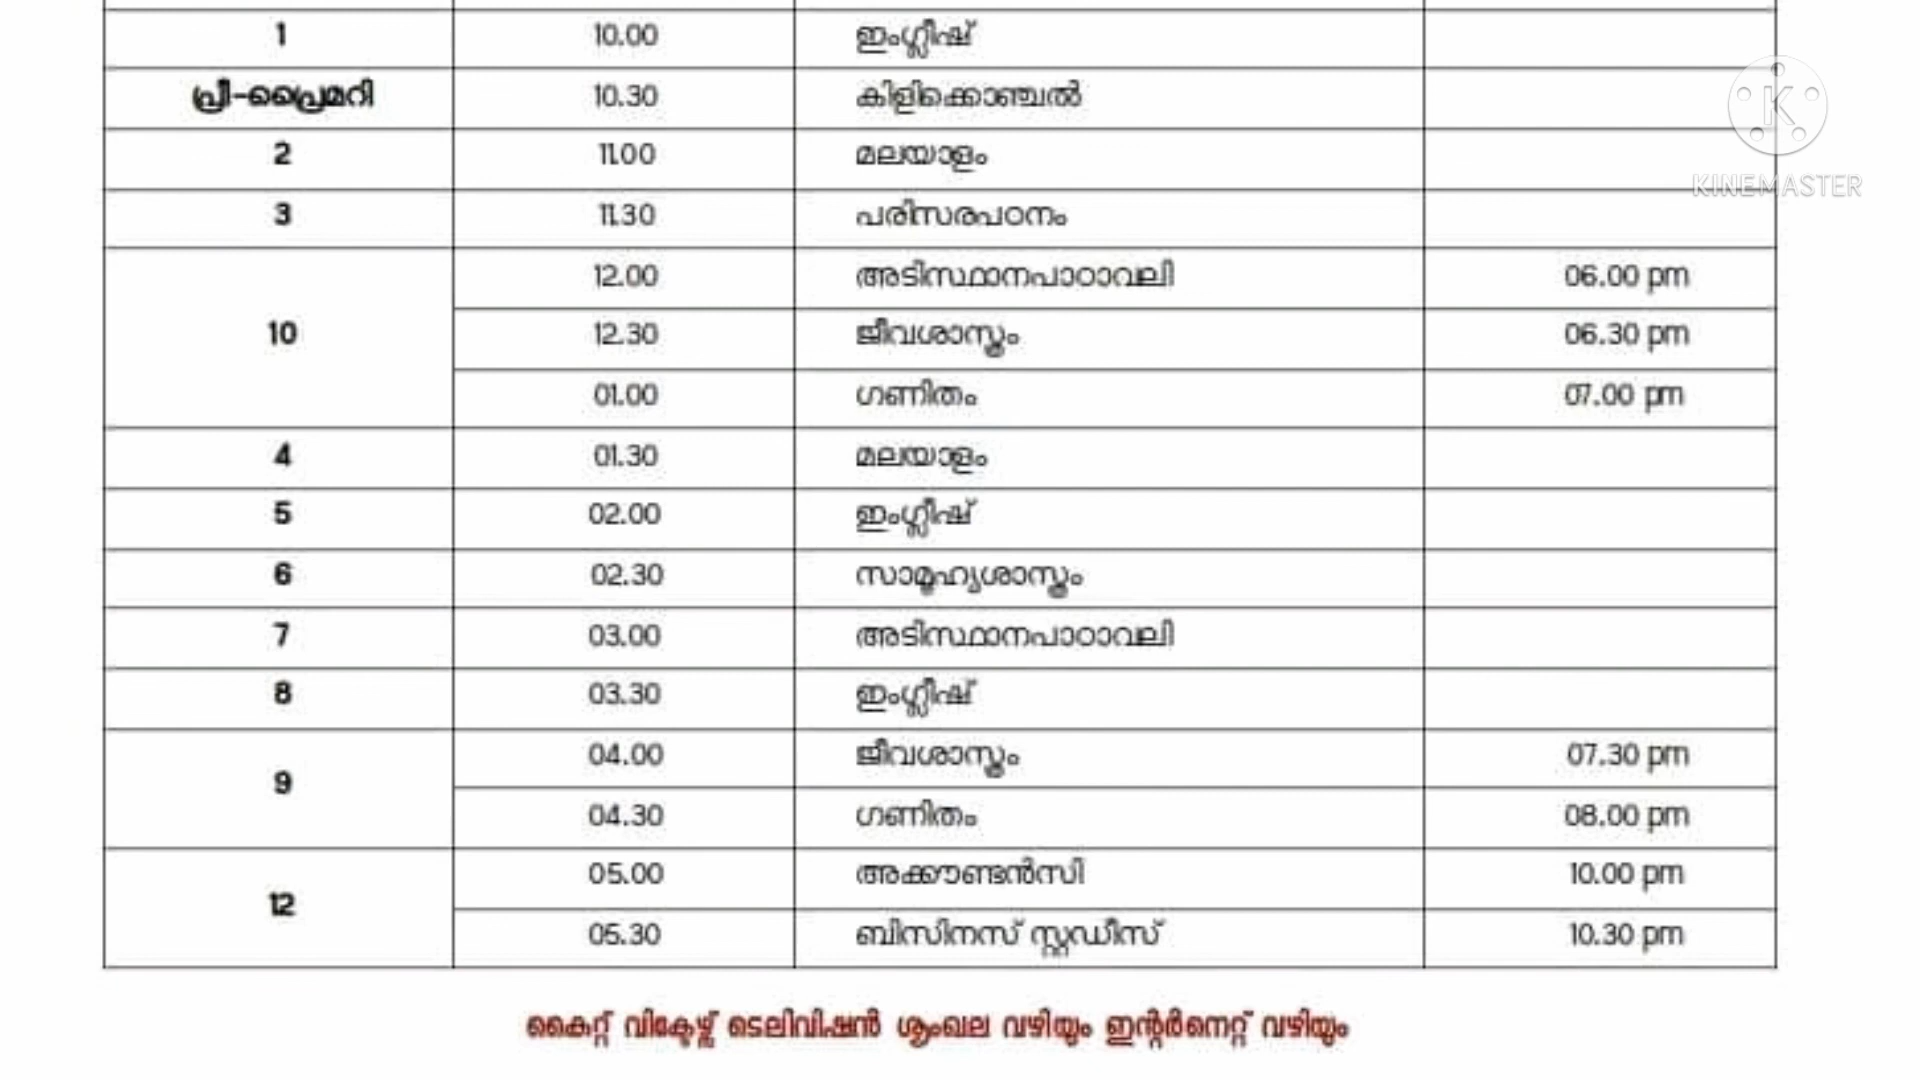 1 10.00 ഇംഗ്ലീഷ്
പ്രീ-പ്രൈമറി 10.30 കിളിക്കൊഞ്ചൽ
2 11.00 മലയാളം
3 11.30 പരിസരപഠനം
10 12.00 അടിസ്ഥാനപാഠാവലി 06.00 pm
12.30 ജീവശാസ്ത്രം 06.30 pm
01.00 ഗണിതം 07.00 pm
4 01.30 മലയാളം
5 02.00 ഇംഗ്ലീഷ്
6 02.30 സാമൂഹ്യശാസ്ത്രം
7 03.00 അടിസ്ഥാനപാഠാവലി
8 03.30 ഇംഗ്ലീഷ്
9 04.00 ജീവശാസ്ത്രം 07.30 pm
04.30 ഗണിതം 08.00 pm
12 05.00 അക്കൗണ്ടൻസി 10.00 pm
05.30 ബിസിനസ് സ്റ്റഡീസ് 10.30 pm
കൈറ്റ് വിക്ടേഴ്സ് ടെലിവിഷൻ ശൃംഖല വഴിയും ഇന്റർനെറ്റ് വഴിയും
K
KINEMASTER